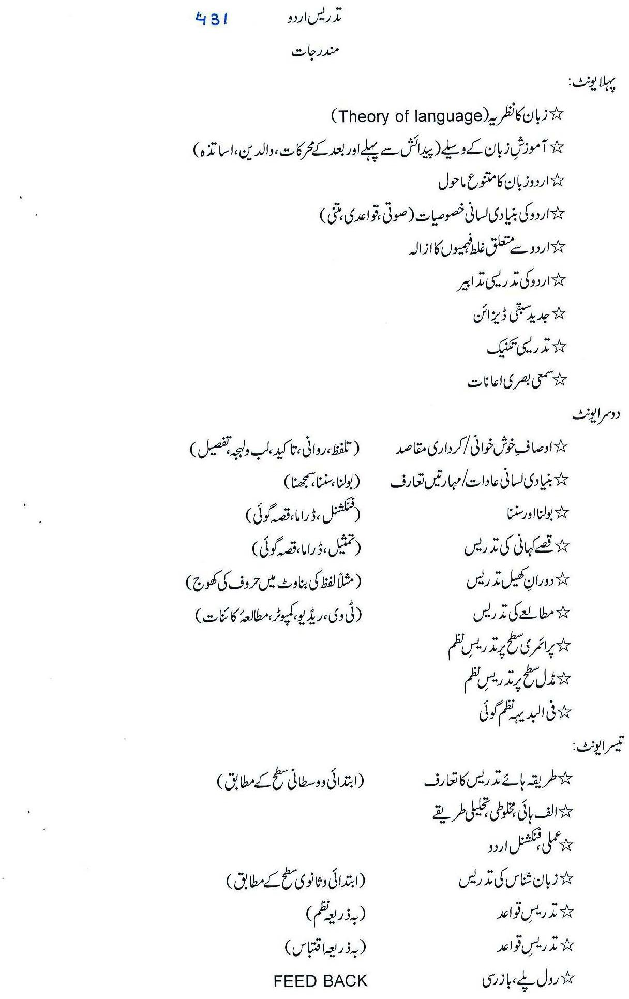 تدریس اردو 431
مندرجات
پہلا یونٹ:
☆ زبان کا نظریہ (Theory of language)
☆ آموزشِ زبان کے وسیلے (پیدائش سے پہلے اور بعد کے محرکات، والدین، اساتذہ)
☆ اردو زبان کا متنوع ماحول
☆ اردو کی بنیادی لسانی خصوصیات (صوتی، قواعدی، متنی)
☆ اردو سے متعلق غلط فہمیوں کا ازالہ
☆ اردو کی تدریسی تدابیر
☆ جدید سبقی ڈیزائن
☆ تدریسی تکنیک
☆ سمعی بصری اعانات
دوسرا یونٹ
☆ اوصافِ خوش خوانی/کرداری مقاصد (تلفظ، روانی، تاکید، لب ولہجہ، تفصیل)
☆ بنیادی لسانی عادات/مہارتیں تعارف (بولنا، سننا، سمجھنا)
☆ بولنا اور سننا (فنکشنل، ڈراما، قصہ گوئی)
☆ قصے کہانی کی تدریس (تمثیل، ڈراما، قصہ گوئی)
☆ دورانِ کھیل تدریس (مثلاً لفظ کی بناوٹ میں حروف کی کھوج)
☆ مطالعے کی تدریس (ٹی وی، ریڈیو، کمپوٹر، مطالعۂ کائنات)
☆ پرائمری سطح پر تدریسِ نظم
☆ مڈل سطح پر تدریسِ نظم
☆ فی البدیہہ نظم گوئی
تیسرا یونٹ:
☆ طریقہ ہائے تدریس کا تعارف (ابتدائی ووسطانی سطح کے مطابق)
☆ الف بائی، مخلوطی، تحلیلی طریقے
☆ عملی، فنکشنل اردو
☆ زبان شناس کی تدریس (ابتدائی وثانوی سطح کے مطابق)
☆ تدریسِ قواعد (بہ ذریعہ نظم)
☆ تدریسِ قواعد (بہ ذریعہ اقتباس)
☆ رول پلے، بازرسی FEED BACK